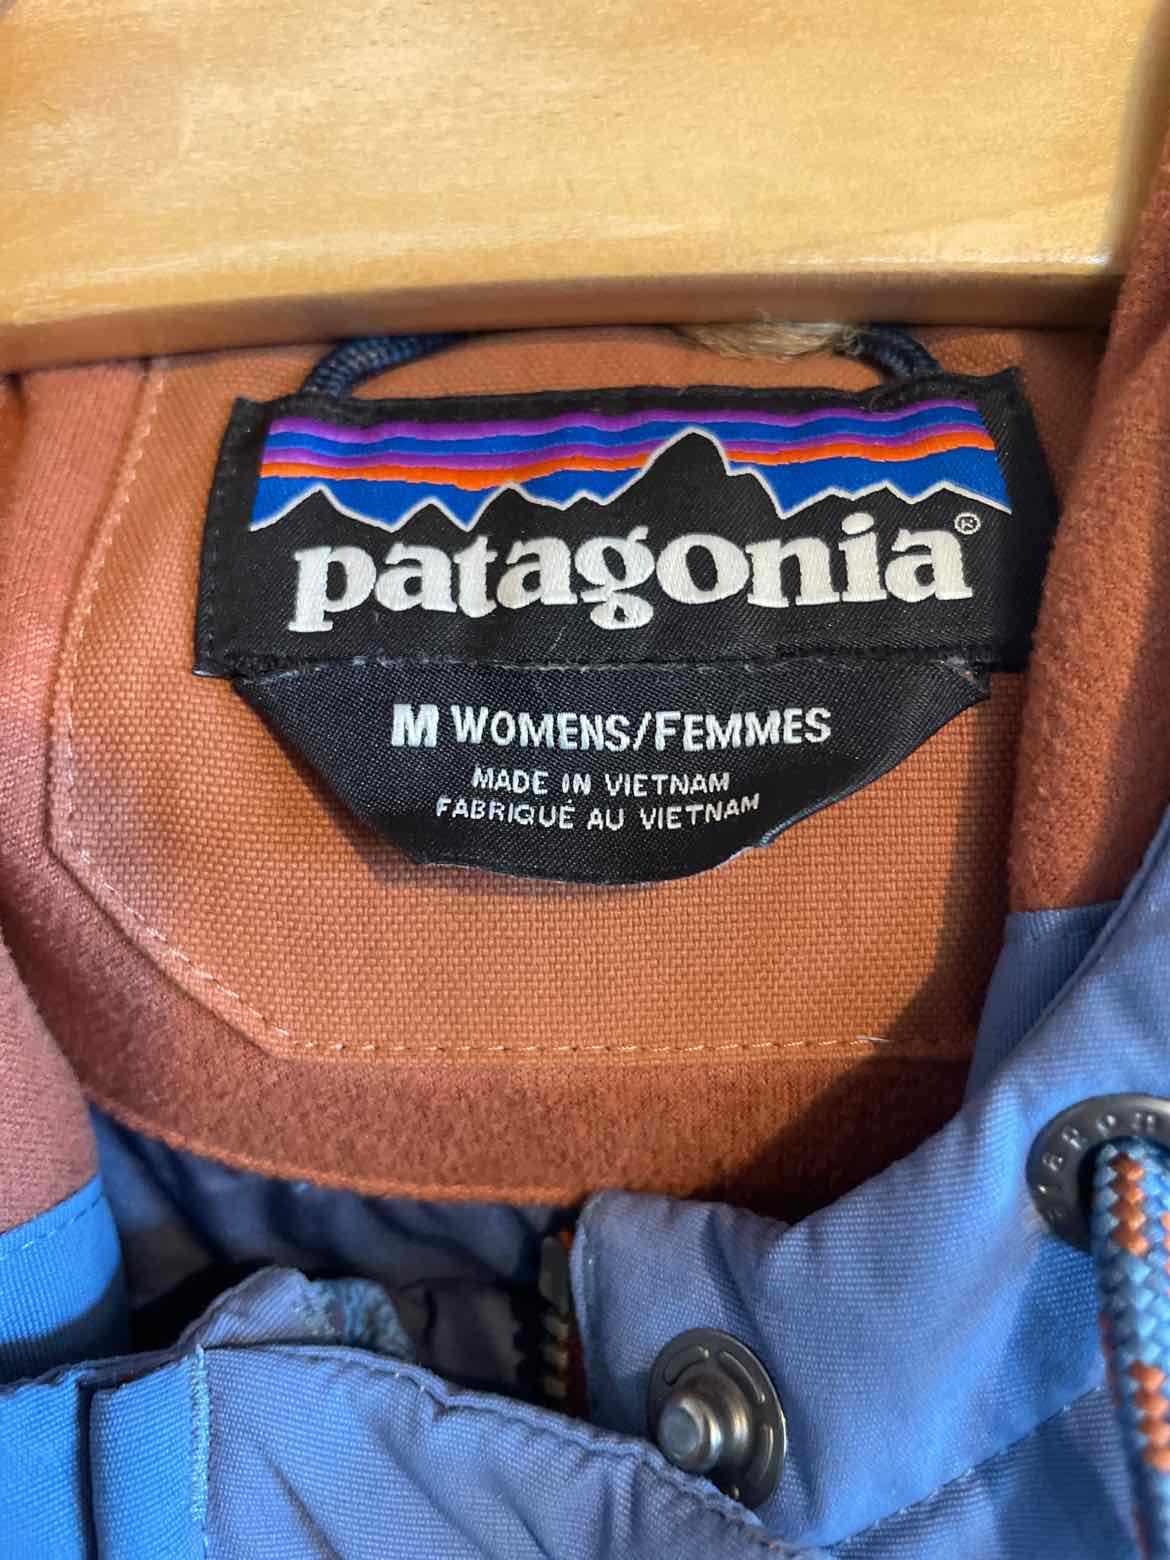 patagonia®
M WOMENS/FEMMES
MADE IN VIETNAM
FABRIQUÉ AU VIETNAM